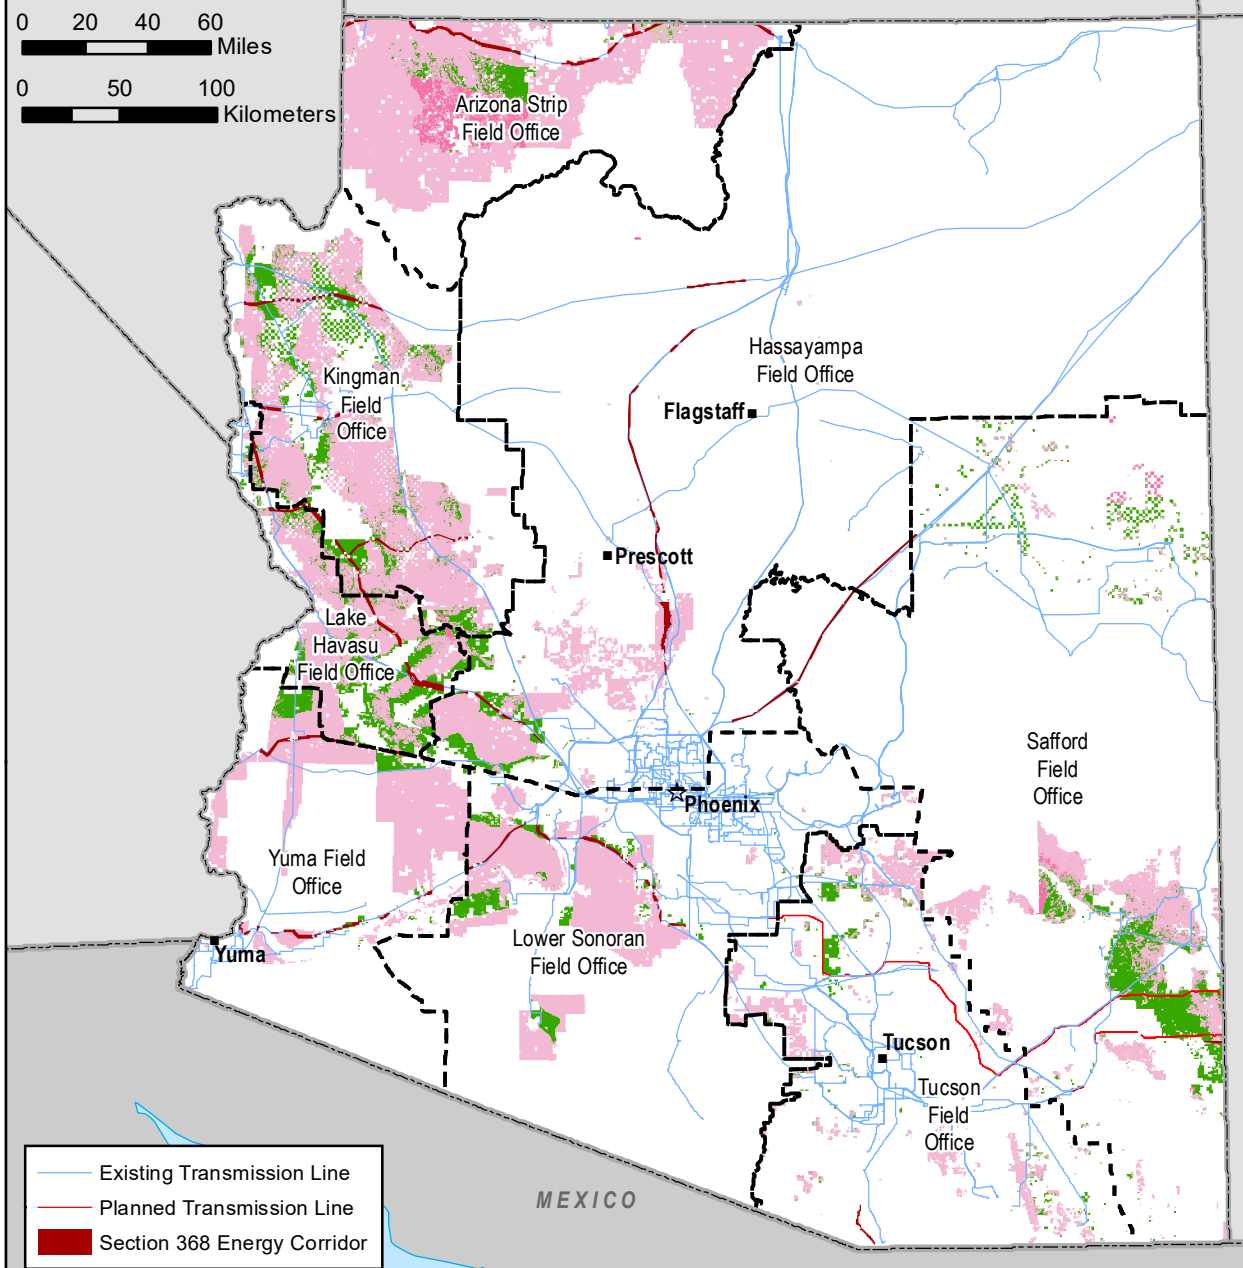 0 20 40 60
Miles
0 50 100
Kilometers
Arizona Strip
Field Office
Kingman
Field
Office
Hassayampa
Field Office
Flagstaff
Prescott
Lake
Havasu
Field Office
Safford
Field
Office
Phoenix
Yuma Field
Office
Lower Sonoran
Field Office
Yuma
Tucson
Tucson
Field
Office
MEXICO
Existing Transmission Line
Planned Transmission Line
Section 368 Energy Corridor